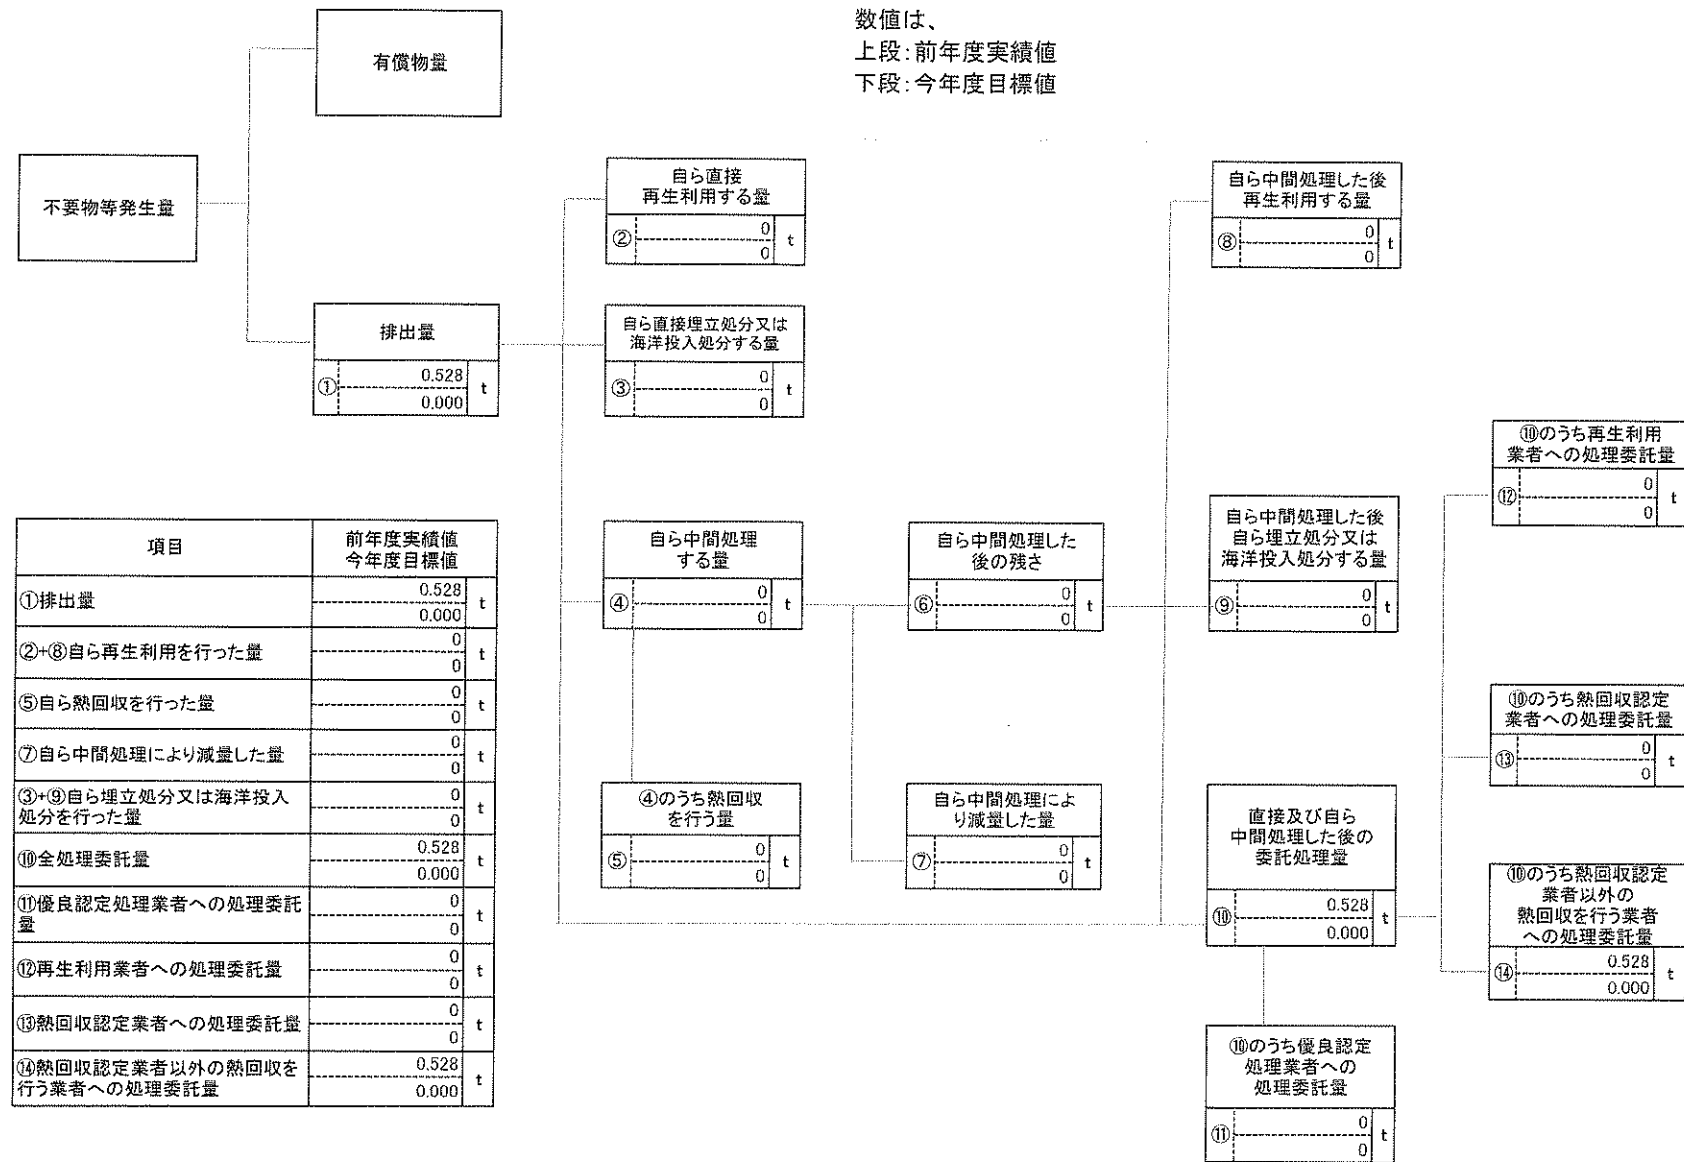 数値は、
上段:前年度実績値
下段:今年度目標値
有償物量
不要物等発生量
排出量
①
0.528
0.000
t
自ら直接
再生利用する量
②
0
0
t
自ら直接埋立処分又は
海洋投入処分する量
③
0
0
t
自ら中間処理
する量
④
0
0
t
④のうち熱回収
を行う量
⑤
0
0
t
自ら中間処理した
後の残さ
⑥
0
0
t
自ら中間処理によ
り減量した量
⑦
0
0
t
自ら中間処理した後
再生利用する量
⑧
0
0
t
自ら中間処理した後
自ら埋立処分又は
海洋投入処分する量
⑨
0
0
t
直接及び自ら
中間処理した後の
委託処理量
⑩
0.528
0.000
t
⑩のうち優良認定
処理業者への
処理委託量
⑪
0
0
t
⑩のうち再生利用
業者への処理委託量
⑫
0
0
t
⑩のうち熱回収認定
業者への処理委託量
⑬
0
0
t
⑩のうち熱回収認定
業者以外の
熱回収を行う業者
への処理委託量
⑭
0.528
0.000
t
項目
前年度実績値
今年度目標値
①排出量
0.528
0.000
t
②+⑧自ら再生利用を行った量
0
0
t
⑤自ら熱回収を行った量
0
0
t
⑦自ら中間処理により減量した量
0
0
t
③+⑨自ら埋立処分又は海洋投入
処分を行った量
0
0
t
⑩全処理委託量
0.528
0.000
t
⑪優良認定処理業者への処理委託
量
0
0
t
⑫再生利用業者への処理委託量
0
0
t
⑬熱回収認定業者への処理委託量
0
0
t
⑭熱回収認定業者以外の熱回収を
行う業者への処理委託量
0.528
0.000
t